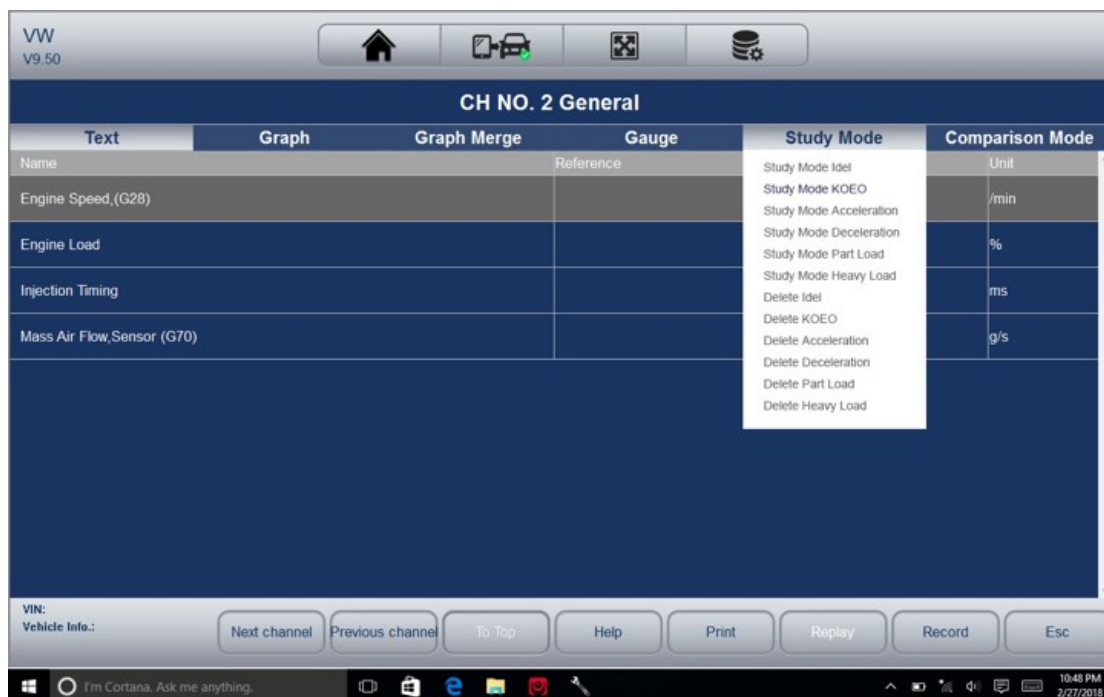 VW
V9.50
CH NO. 2 General
Text Graph Graph Merge Gauge Study Mode Comparison Mode
Name Reference Unit
Engine Speed,(G28) /min
Engine Load %
Injection Timing ms
Mass Air Flow,Sensor (G70) g/s
Study Mode Idel
Study Mode KOEO
Study Mode Acceleration
Study Mode Deceleration
Study Mode Part Load
Study Mode Heavy Load
Delete Idel
Delete KOEO
Delete Acceleration
Delete Deceleration
Delete Part Load
Delete Heavy Load
VIN:
Vehicle Info.:
Next channel Previous channel To Top Help Print Replay Record Esc
I'm Cortana. Ask me anything.
10:48 PM
2/27/2018